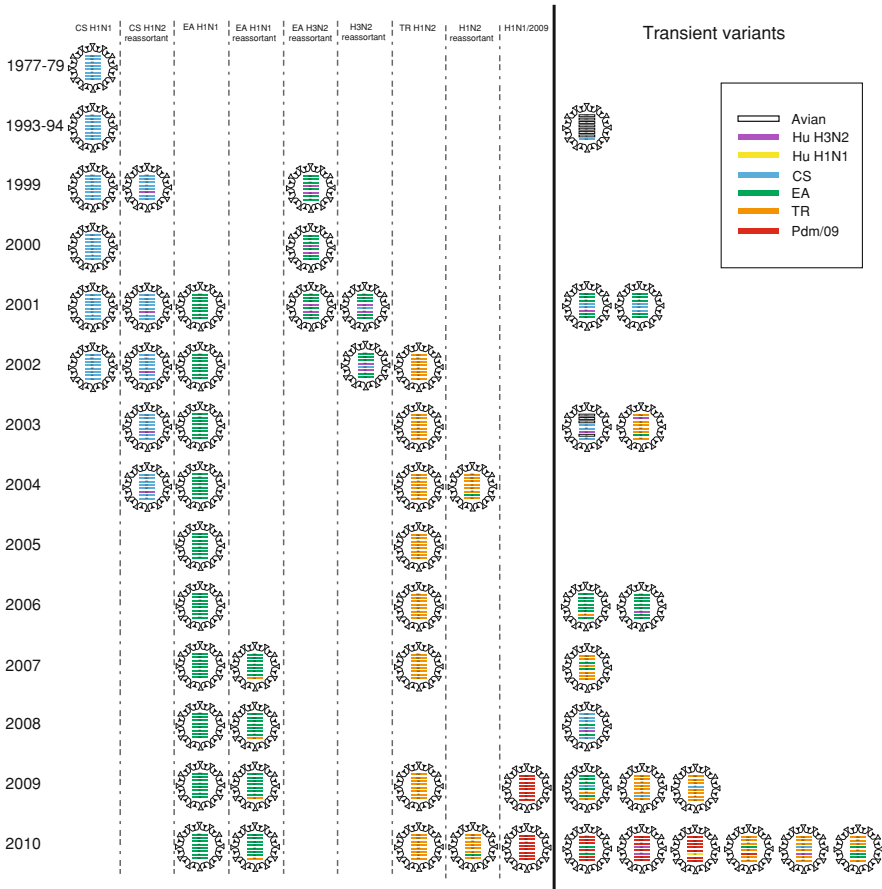 CS H1N1
CS H1N2 reassortant
EA H1N1
EA H1N1 reassortant
EA H3N2 reassortant
H3N2 reassortant
TR H1N2
H1N2 reassortant
H1N1/2009
Transient variants
1977-79
1993-94
1999
2000
2001
2002
2003
2004
2005
2006
2007
2008
2009
2010
Avian
Hu H3N2
Hu H1N1
CS
EA
TR
Pdm/09